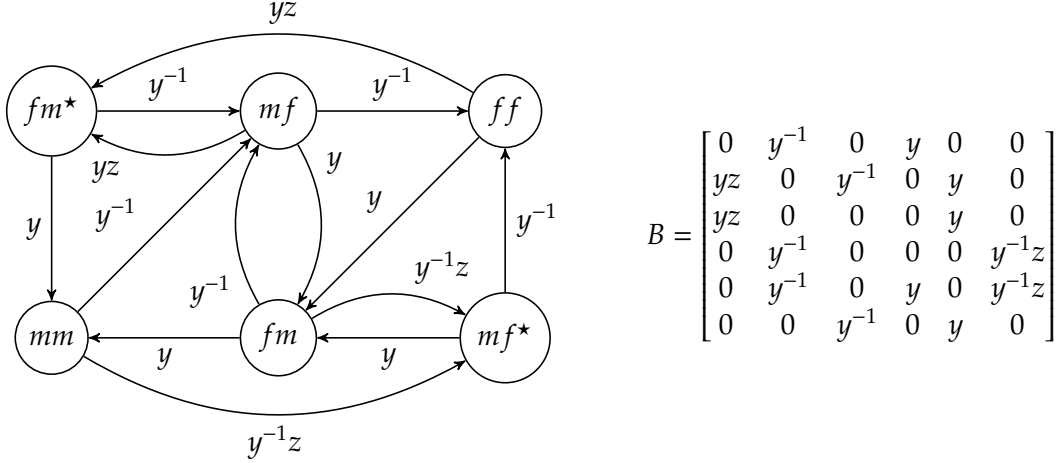 yz
y⁻¹ y⁻¹
fm★ mf ff
yz y
y y⁻¹ y y⁻¹
y⁻¹ y⁻¹z
mm fm mf★
y y
y⁻¹z
B = [
0 y⁻¹ 0 y 0 0
yz 0 y⁻¹ 0 y 0
yz 0 0 0 y 0
0 y⁻¹ 0 0 0 y⁻¹z
0 y⁻¹ 0 y 0 y⁻¹z
0 0 y⁻¹ 0 y 0
]